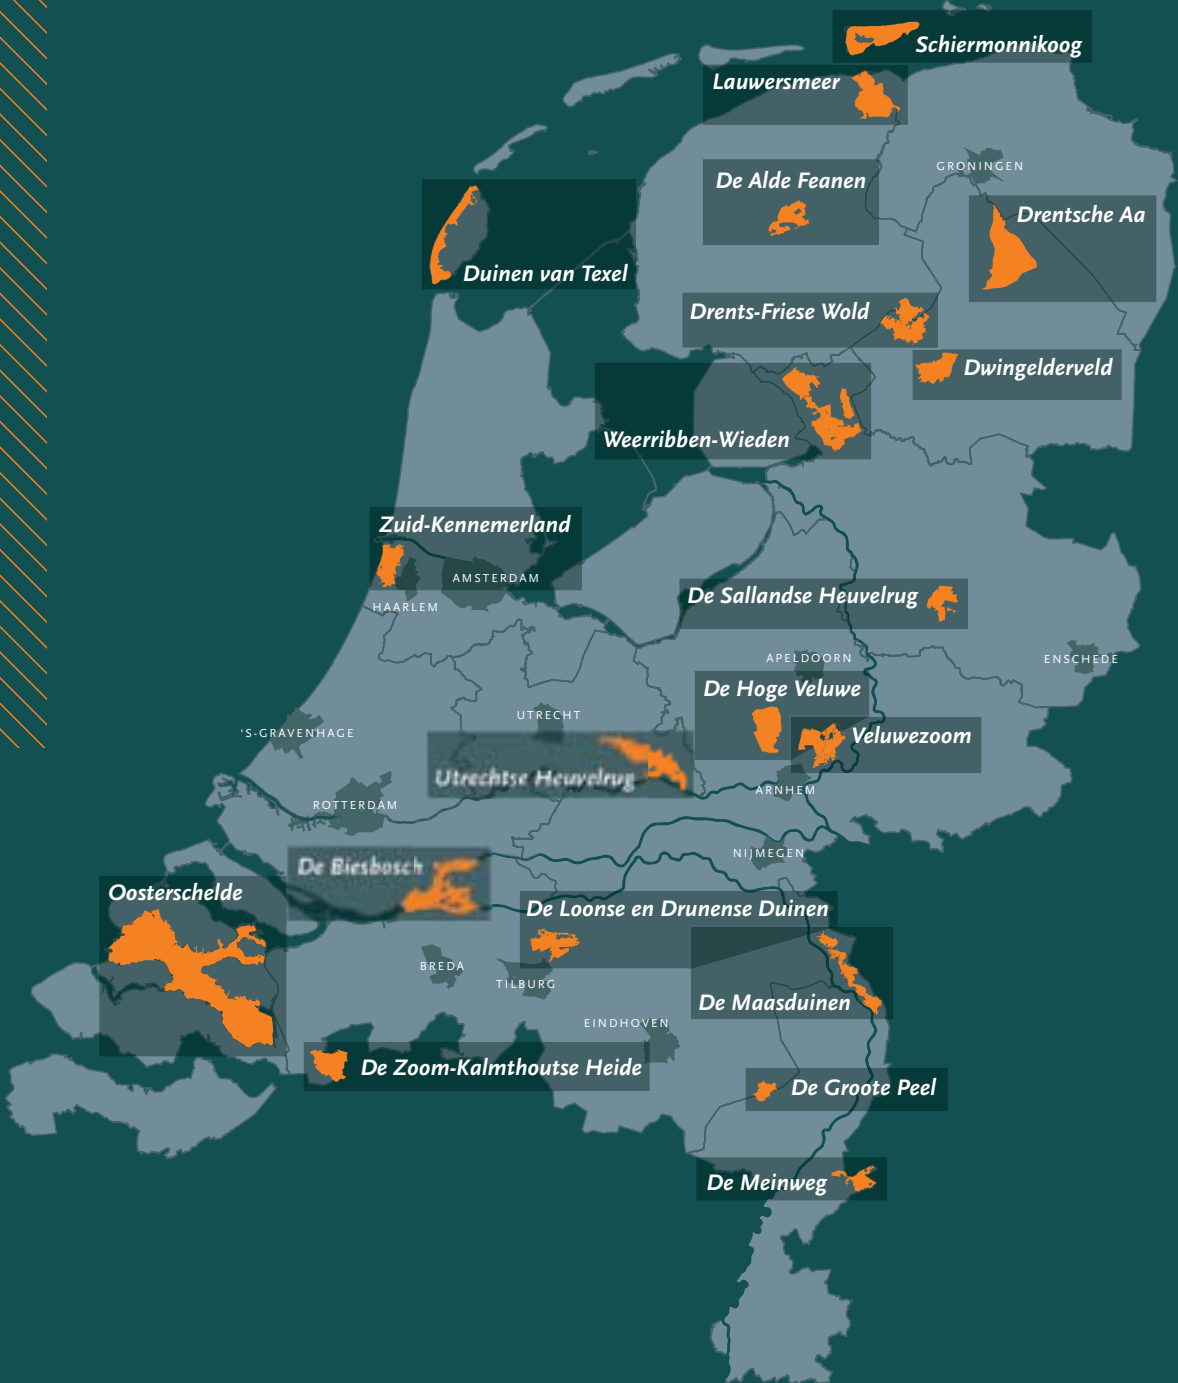 Schiermonnikoog
Lauwersmeer
GRONINGEN
De Alde Feanen
Drentsche Aa
Duinen van Texel
Drents-Friese Wold
Dwingelderveld
Weerribben-Wieden
Zuid-Kennemerland
AMSTERDAM
HAARLEM
De Sallandse Heuvelrug
APELDOORN
ENSCHEDE
De Hoge Veluwe
UTRECHT
'S-GRAVENHAGE
Veluwezoom
Utrechtse Heuvelrug
ARNHEM
ROTTERDAM
NIJMEGEN
De Biesbosch
Oosterschelde
De Loonse en Drunense Duinen
BREDA
TILBURG
De Maasduinen
EINDHOVEN
De Zoom-Kalmthoutse Heide
De Groote Peel
De Meinweg